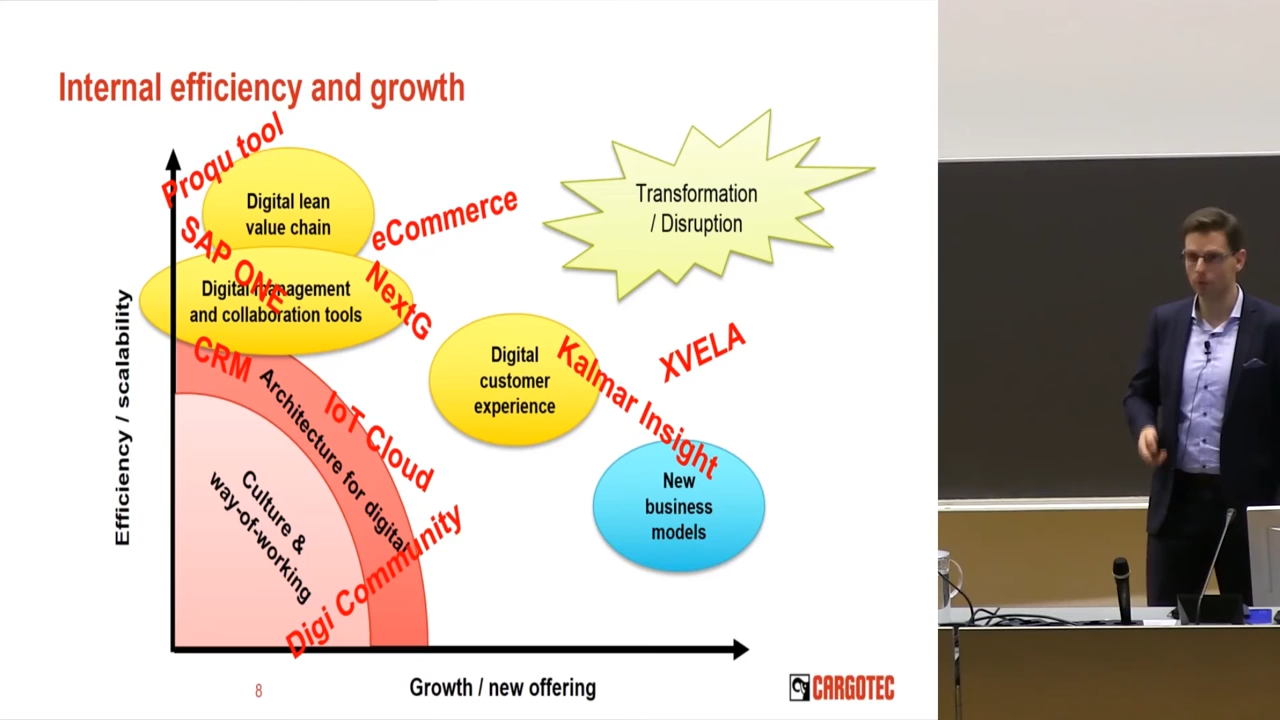 Internal efficiency and growth
Proqu tool
Digital lean
value chain
eCommerce
Transformation
/ Disruption
SAP ONE
Digital management
and collaboration tools
NextG
CRM
Architecture for digital
IoT Cloud
Digital
customer
experience
Kalmar Insight
XVELA
New
business
models
Culture &
way-of-working
Digi Community
Efficiency / scalability
Growth / new offering
8
CARGOTEC